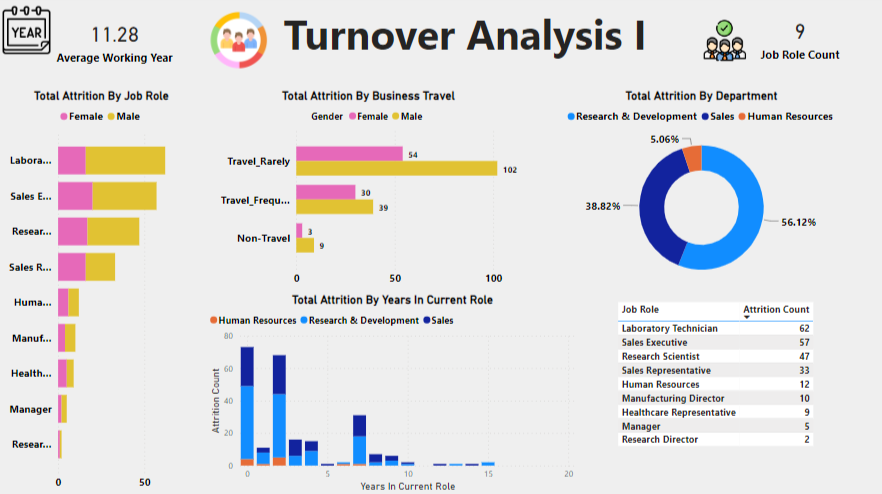 YEAR
11.28
Average Working Year
Turnover Analysis I
9
Job Role Count
Total Attrition By Job Role
Female Male
Labora...
Sales E...
Resear...
Sales R...
Huma...
Manuf...
Health...
Manager
Resear...
0 50
Total Attrition By Business Travel
Gender Female Male
Travel_Rarely 54 102
Travel_Frequ... 30 39
Non-Travel 3 9
0 50 100
Total Attrition By Department
Research & Development Sales Human Resources
5.06%
38.82%
56.12%
Total Attrition By Years In Current Role
Human Resources Research & Development Sales
Attrition Count
80
60
40
20
0
0 5 10 15 20
Years In Current Role
Job Role Attrition Count
Laboratory Technician 62
Sales Executive 57
Research Scientist 47
Sales Representative 33
Human Resources 12
Manufacturing Director 10
Healthcare Representative 9
Manager 5
Research Director 2